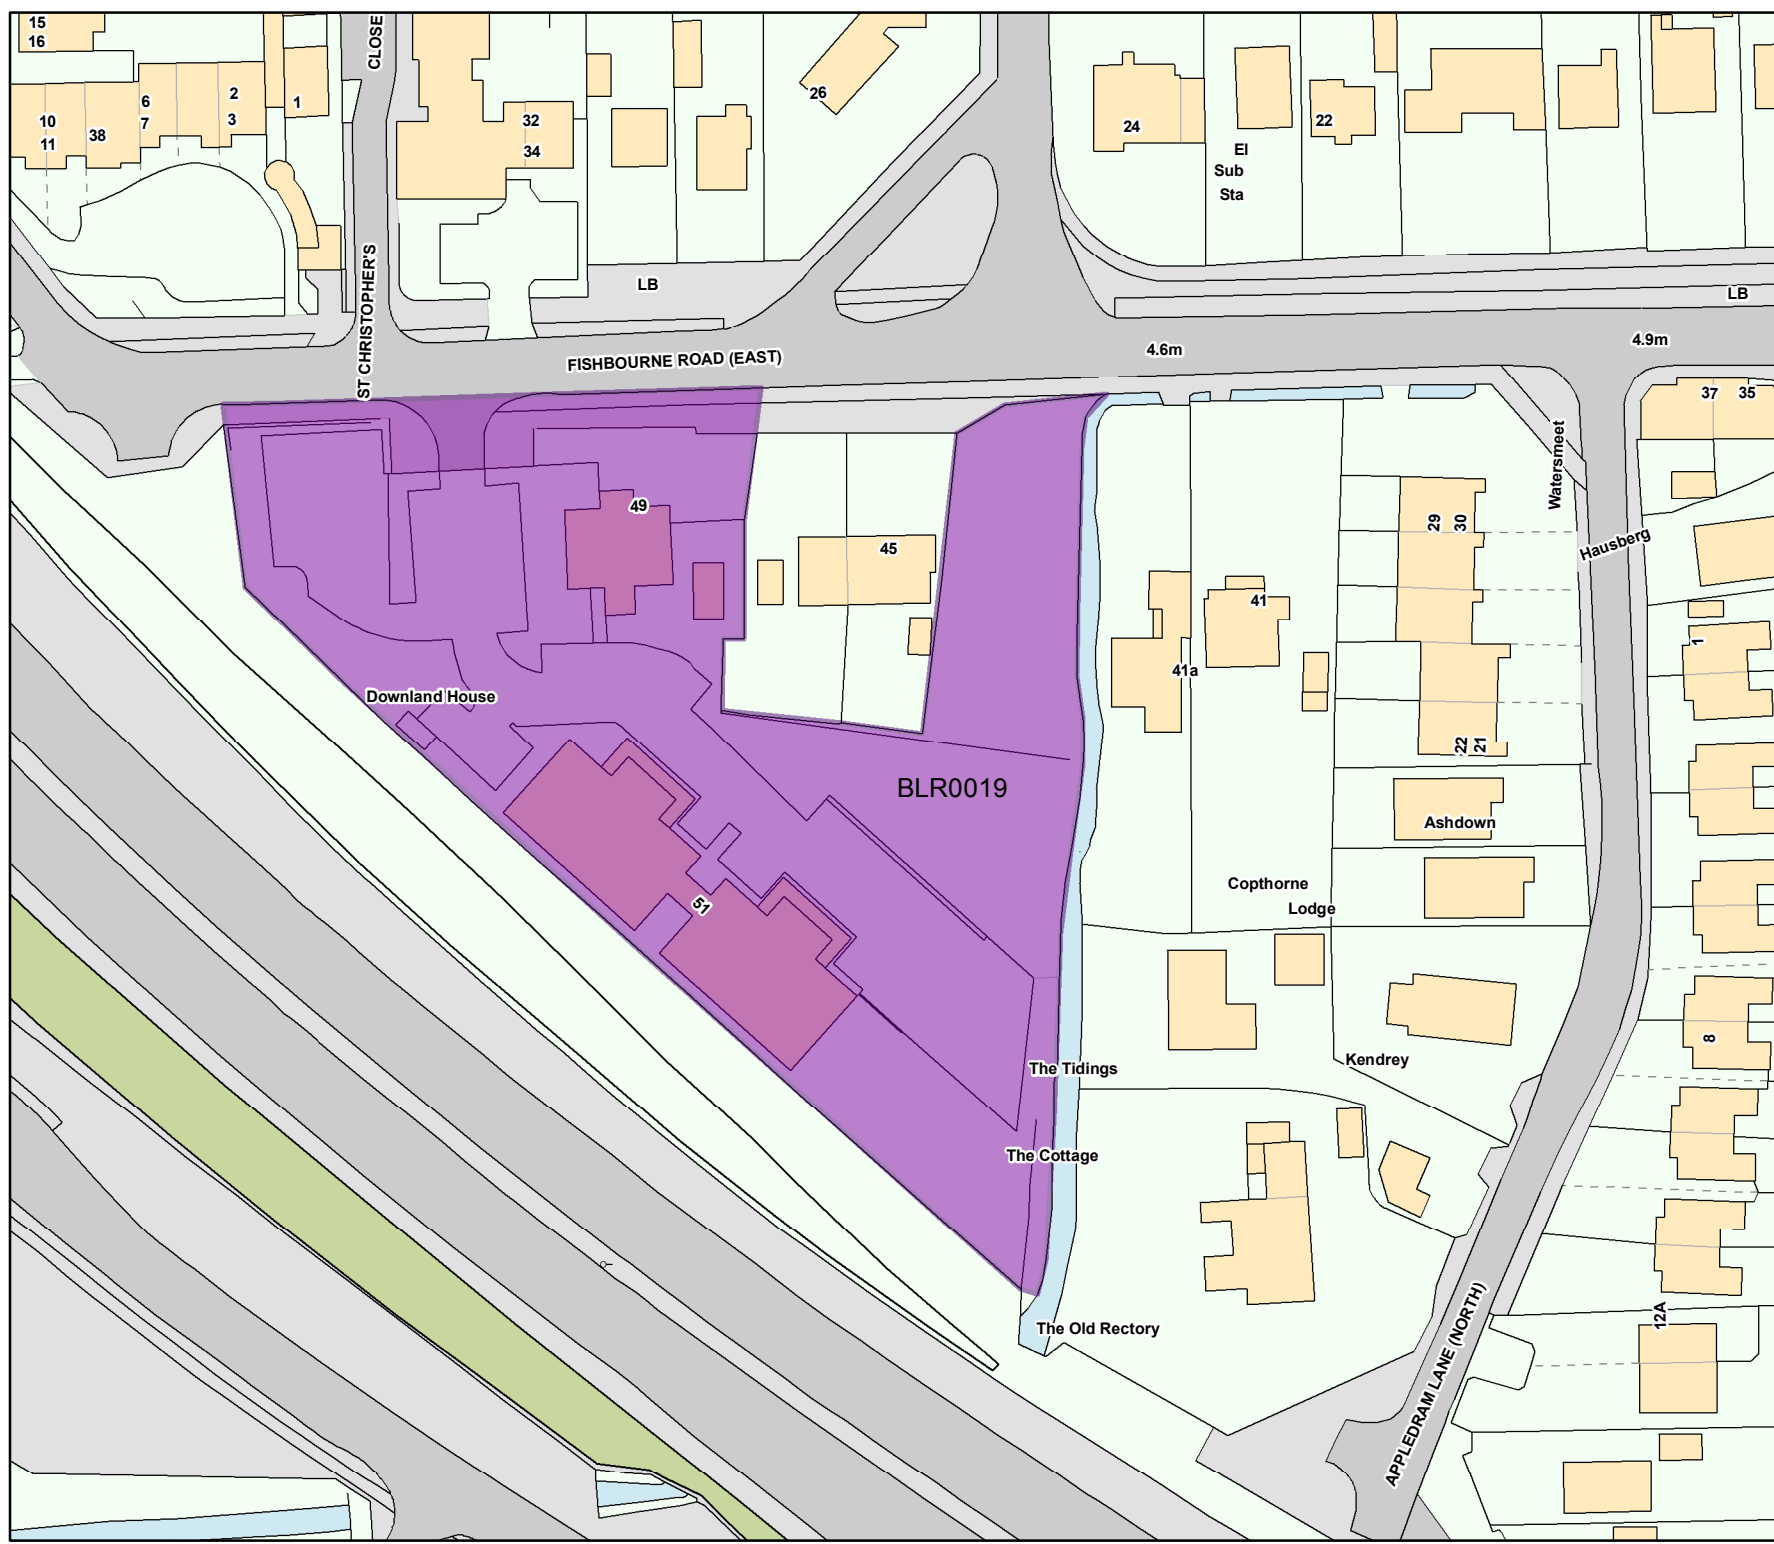 15
16
CLOSE
10
11
38
6
7
2
3
1
32
34
26
24
El
Sub
Sta
22
LB
LB
ST CHRISTOPHER'S
FISHBOURNE ROAD (EAST)
4.6m
4.9m
37
35
49
45
Watersmeet
29
30
Hausberg
41
41a
1
Downland House
22
21
BLR0019
Ashdown
51
Copthorne
Lodge
8
The Tidings
Kendrey
The Cottage
The Old Rectory
12A
APPLEDRAM LANE (NORTH)